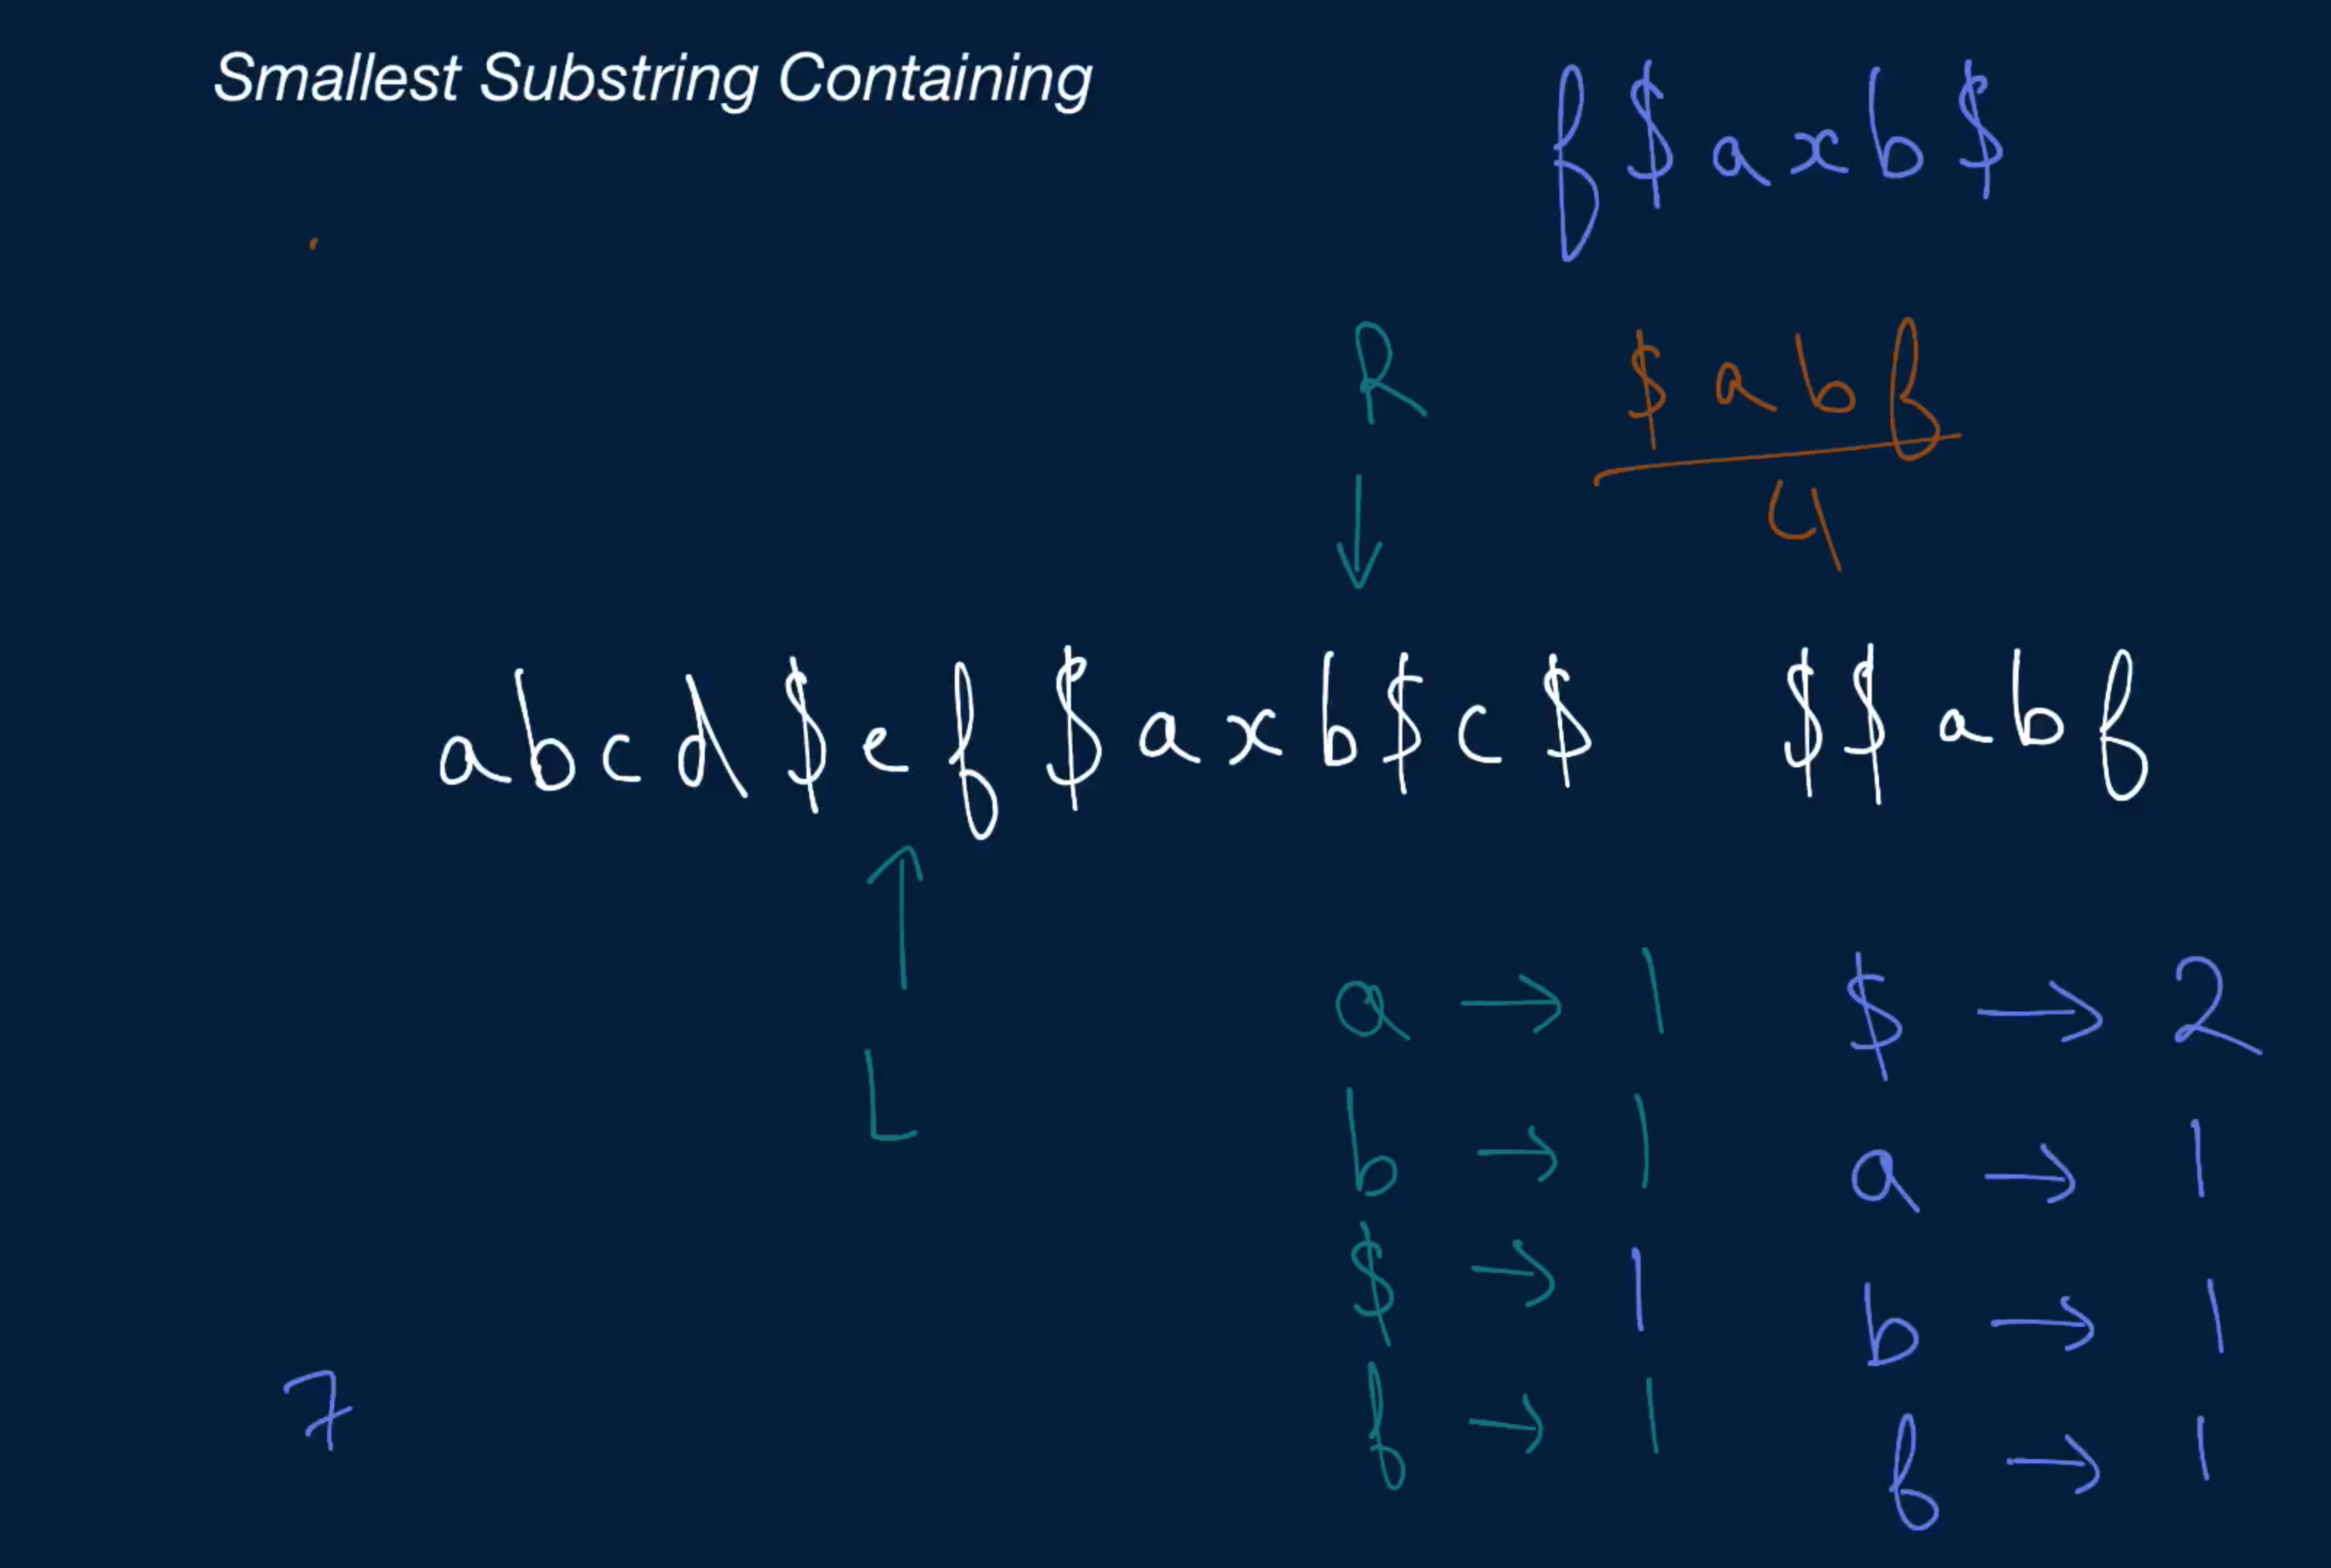 Smallest Substring Containing
f$axb$
R
$abf
4
abcd$ef$axb$c$ $$abf
L
a → 1 $ → 2
b → 1 a → 1
$ → 1 b → 1
f → 1 f → 1
7